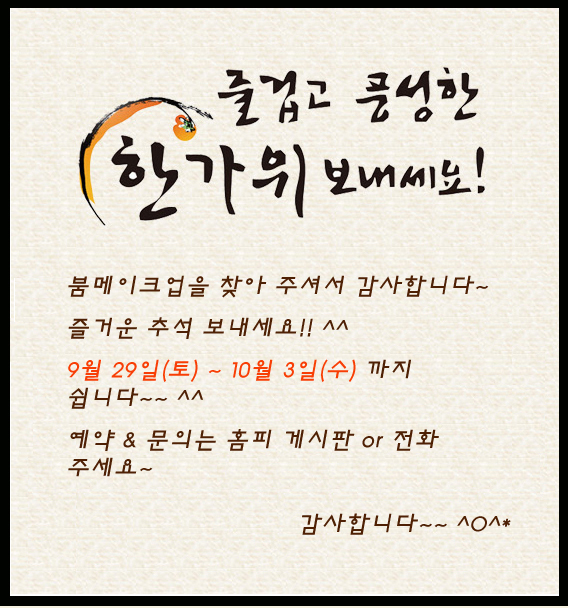 즐겁고 풍성한
한가위 보내세요!
붐메이크업을 찾아 주셔서 감사합니다~
즐거운 추석 보내세요!! ^^
9월 29일(토) ~ 10월 3일(수) 까지
쉽니다~~ ^^
예약 & 문의는 홈피 게시판 or 전화
주세요~
감사합니다~~ ^O^*